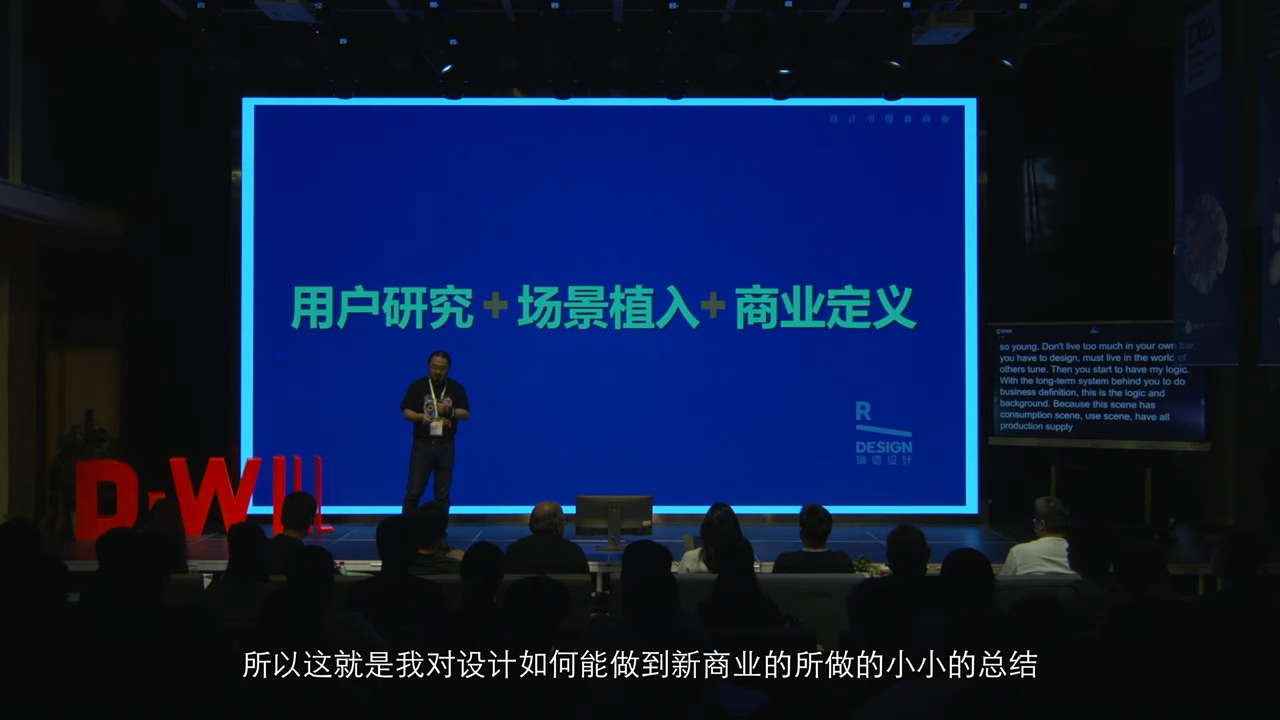 设计引爆新商业
用户研究+场景植入+商业定义
R
DESIGN
瑞德设计
so young. Don't live too much in your own bar,
you have to design, must live in the world of
others tune. Then you start to have my logic.
With the long-term system behind you to do
business definition, this is the logic and
background. Because this scene has
consumption scene, use scene, have all
production supply
D·WILL
所以这就是我对设计如何能做到新商业的所做的小小的总结